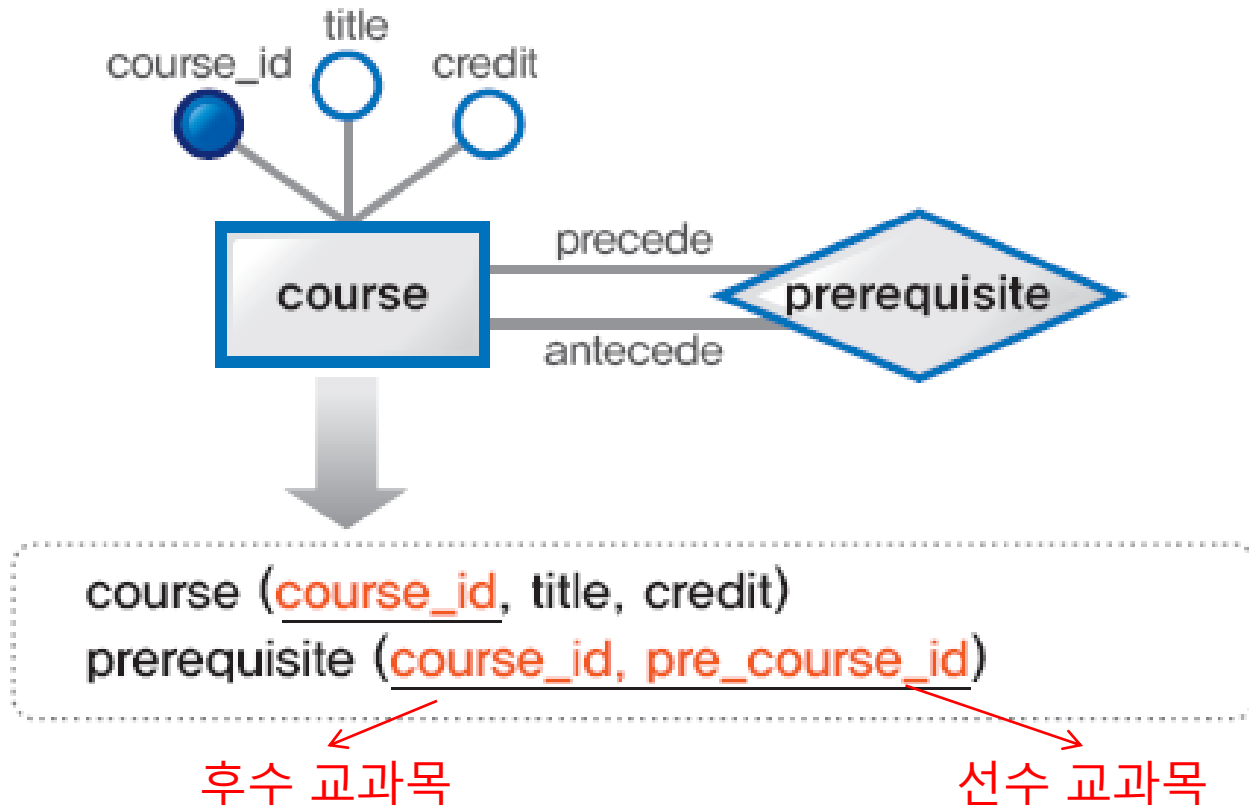 title
course_id
credit
precede
course
prerequisite
antecede
course (course_id, title, credit)
prerequisite (course_id, pre_course_id)
후수 교과목
선수 교과목